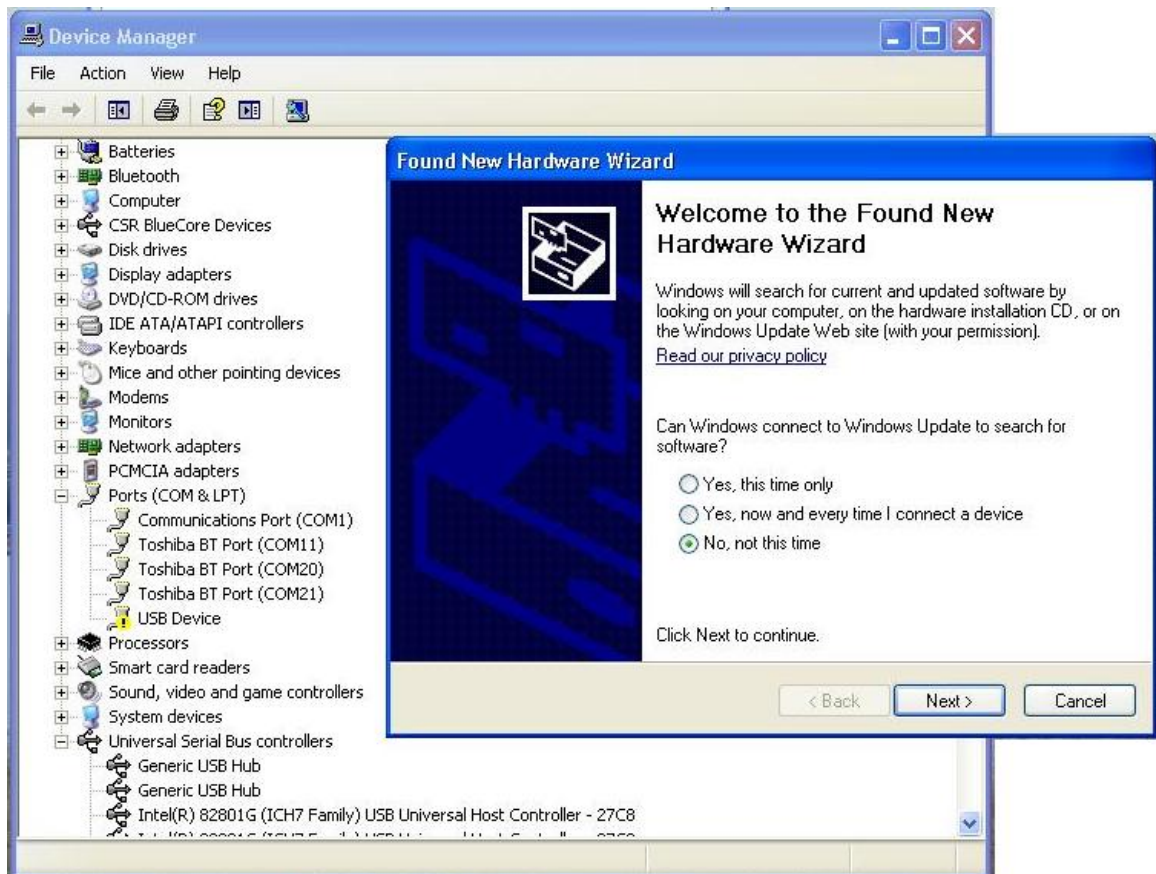 Device Manager
File Action View Help
Batteries
Bluetooth
Computer
CSR BlueCore Devices
Disk drives
Display adapters
DVD/CD-ROM drives
IDE ATA/ATAPI controllers
Keyboards
Mice and other pointing devices
Modems
Monitors
Network adapters
PCMCIA adapters
Ports (COM & LPT)
Communications Port (COM1)
Toshiba BT Port (COM11)
Toshiba BT Port (COM20)
Toshiba BT Port (COM21)
USB Device
Processors
Smart card readers
Sound, video and game controllers
System devices
Universal Serial Bus controllers
Generic USB Hub
Generic USB Hub
Intel(R) 82801G (ICH7 Family) USB Universal Host Controller - 27C8
Found New Hardware Wizard
Welcome to the Found New
Hardware Wizard
Windows will search for current and updated software by
looking on your computer, on the hardware installation CD, or on
the Windows Update Web site (with your permission).
Read our privacy policy
Can Windows connect to Windows Update to search for
software?
Yes, this time only
Yes, now and every time I connect a device
No, not this time
Click Next to continue.
< Back Next > Cancel